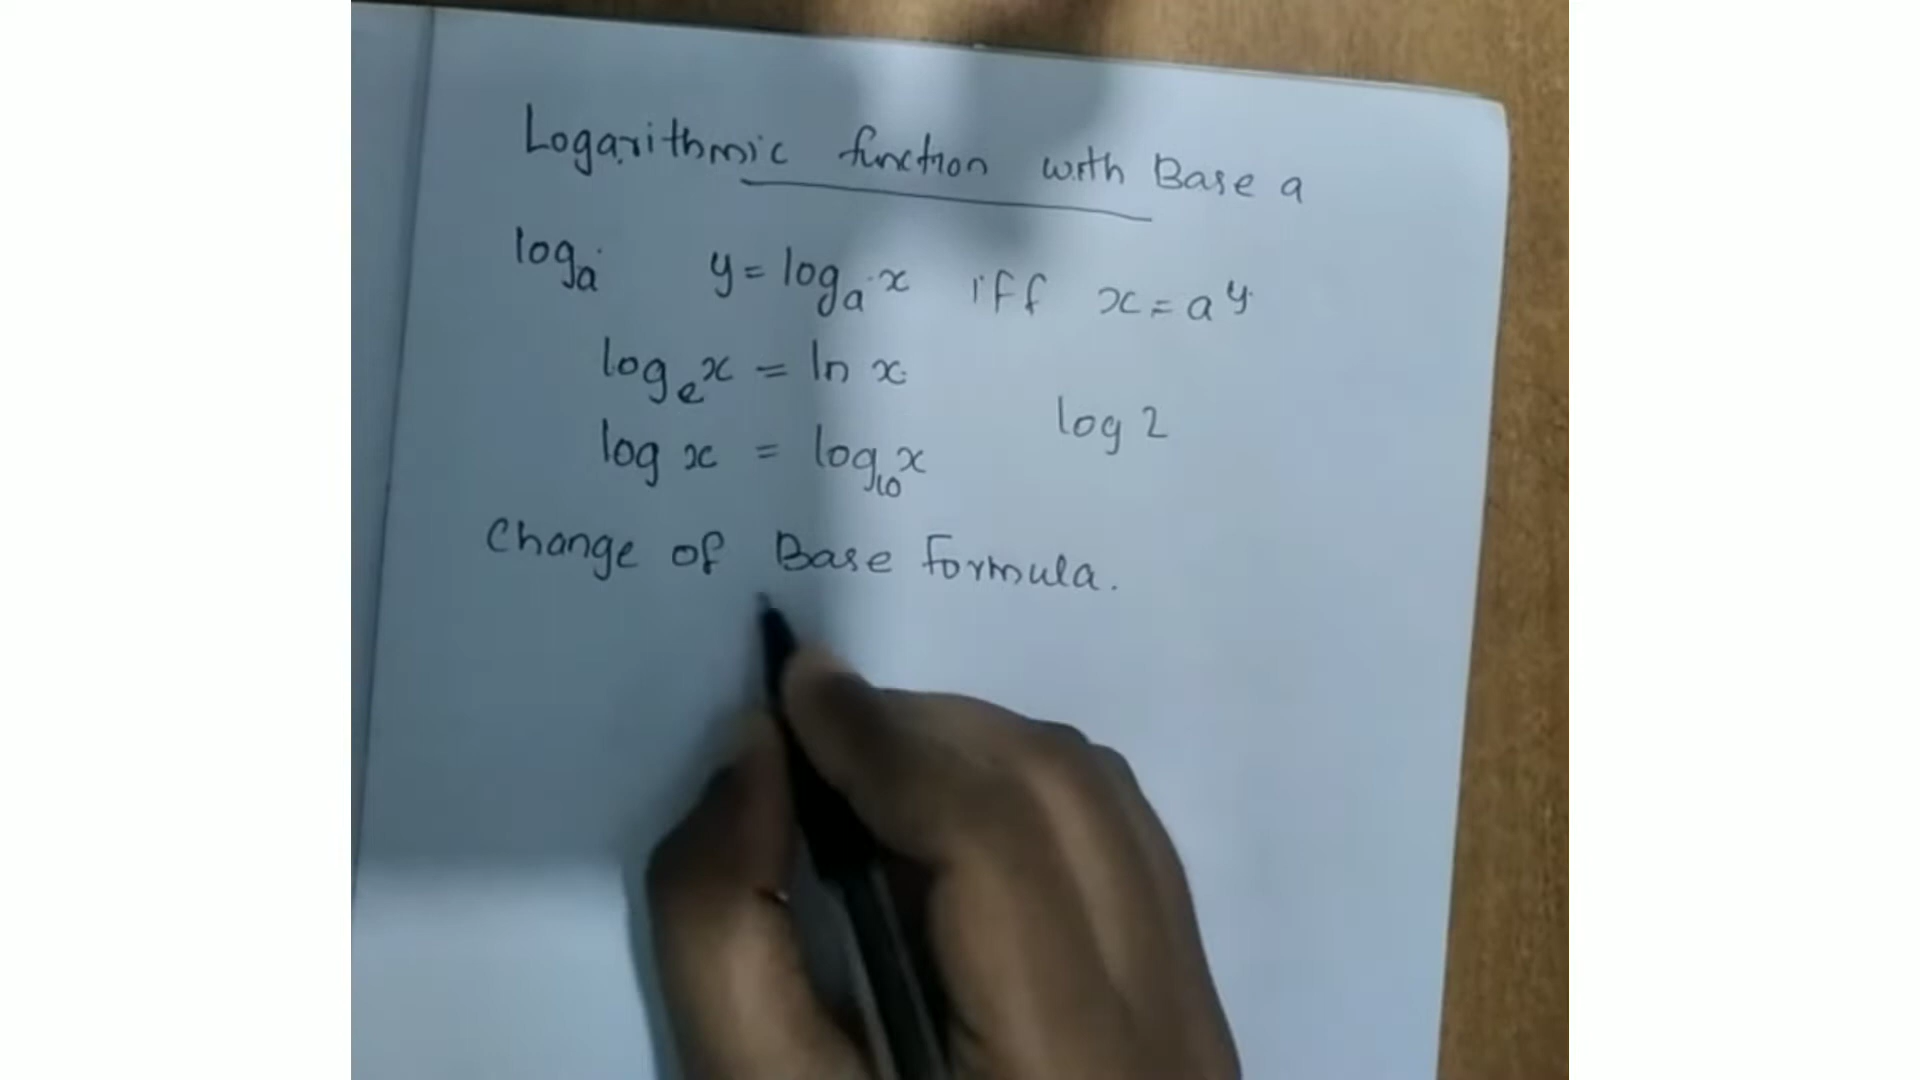 Logarithmic function with Base a
logₐ y = logₐ x iff x = a^y
logₑ x = ln x
log 2
log x = log₁₀ x
Change of Base formula.